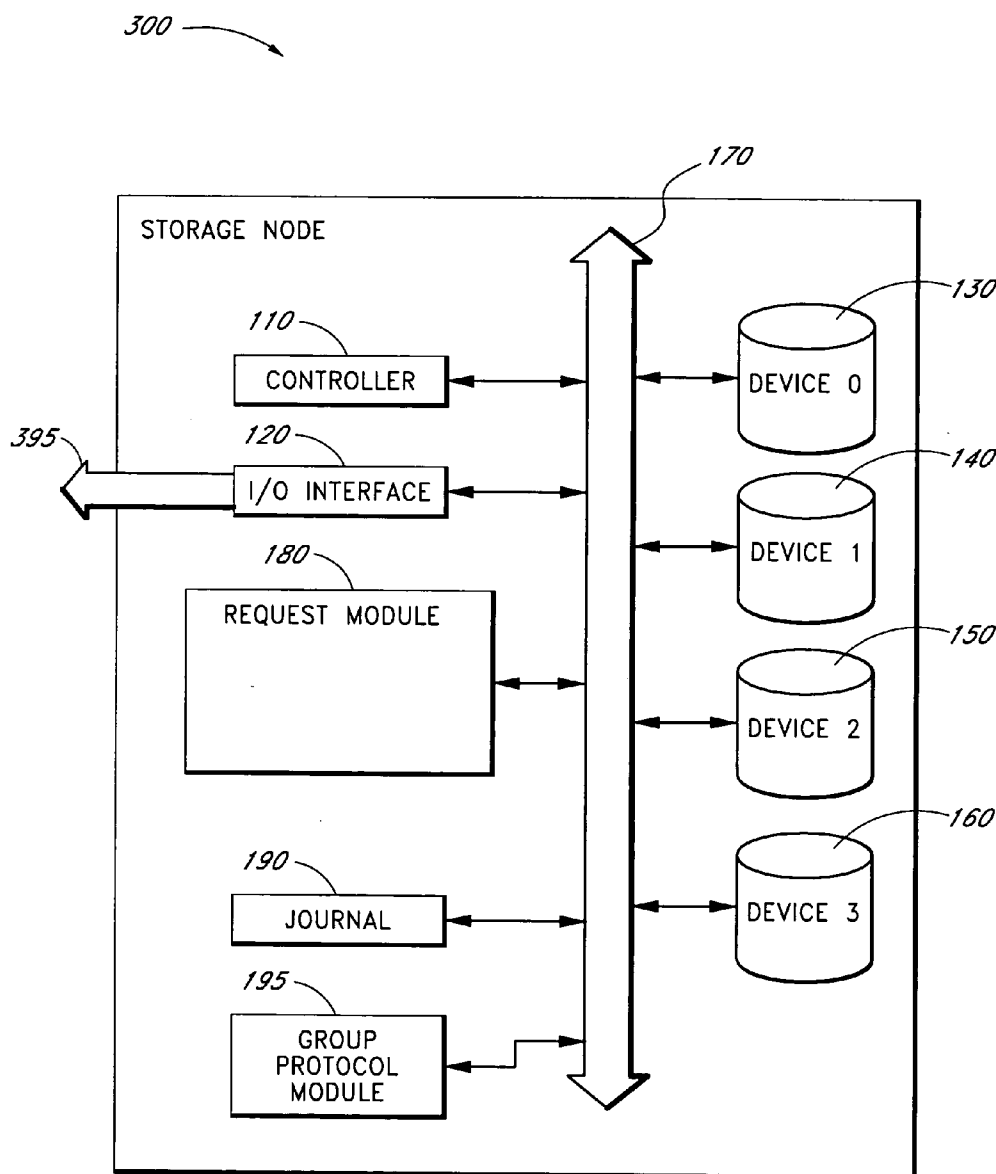 300
170
STORAGE NODE
130
110
CONTROLLER
DEVICE 0
395
120
I/O INTERFACE
140
180
DEVICE 1
REQUEST MODULE
150
DEVICE 2
160
190
JOURNAL
DEVICE 3
195
GROUP
PROTOCOL
MODULE